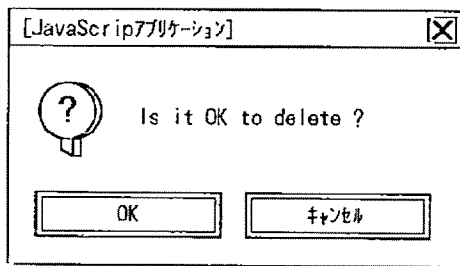 [JavaScripｱﾌﾟﾘｹｰｼｮﾝ]
?
Is it OK to delete ?
OK
ｷｬﾝｾﾙ